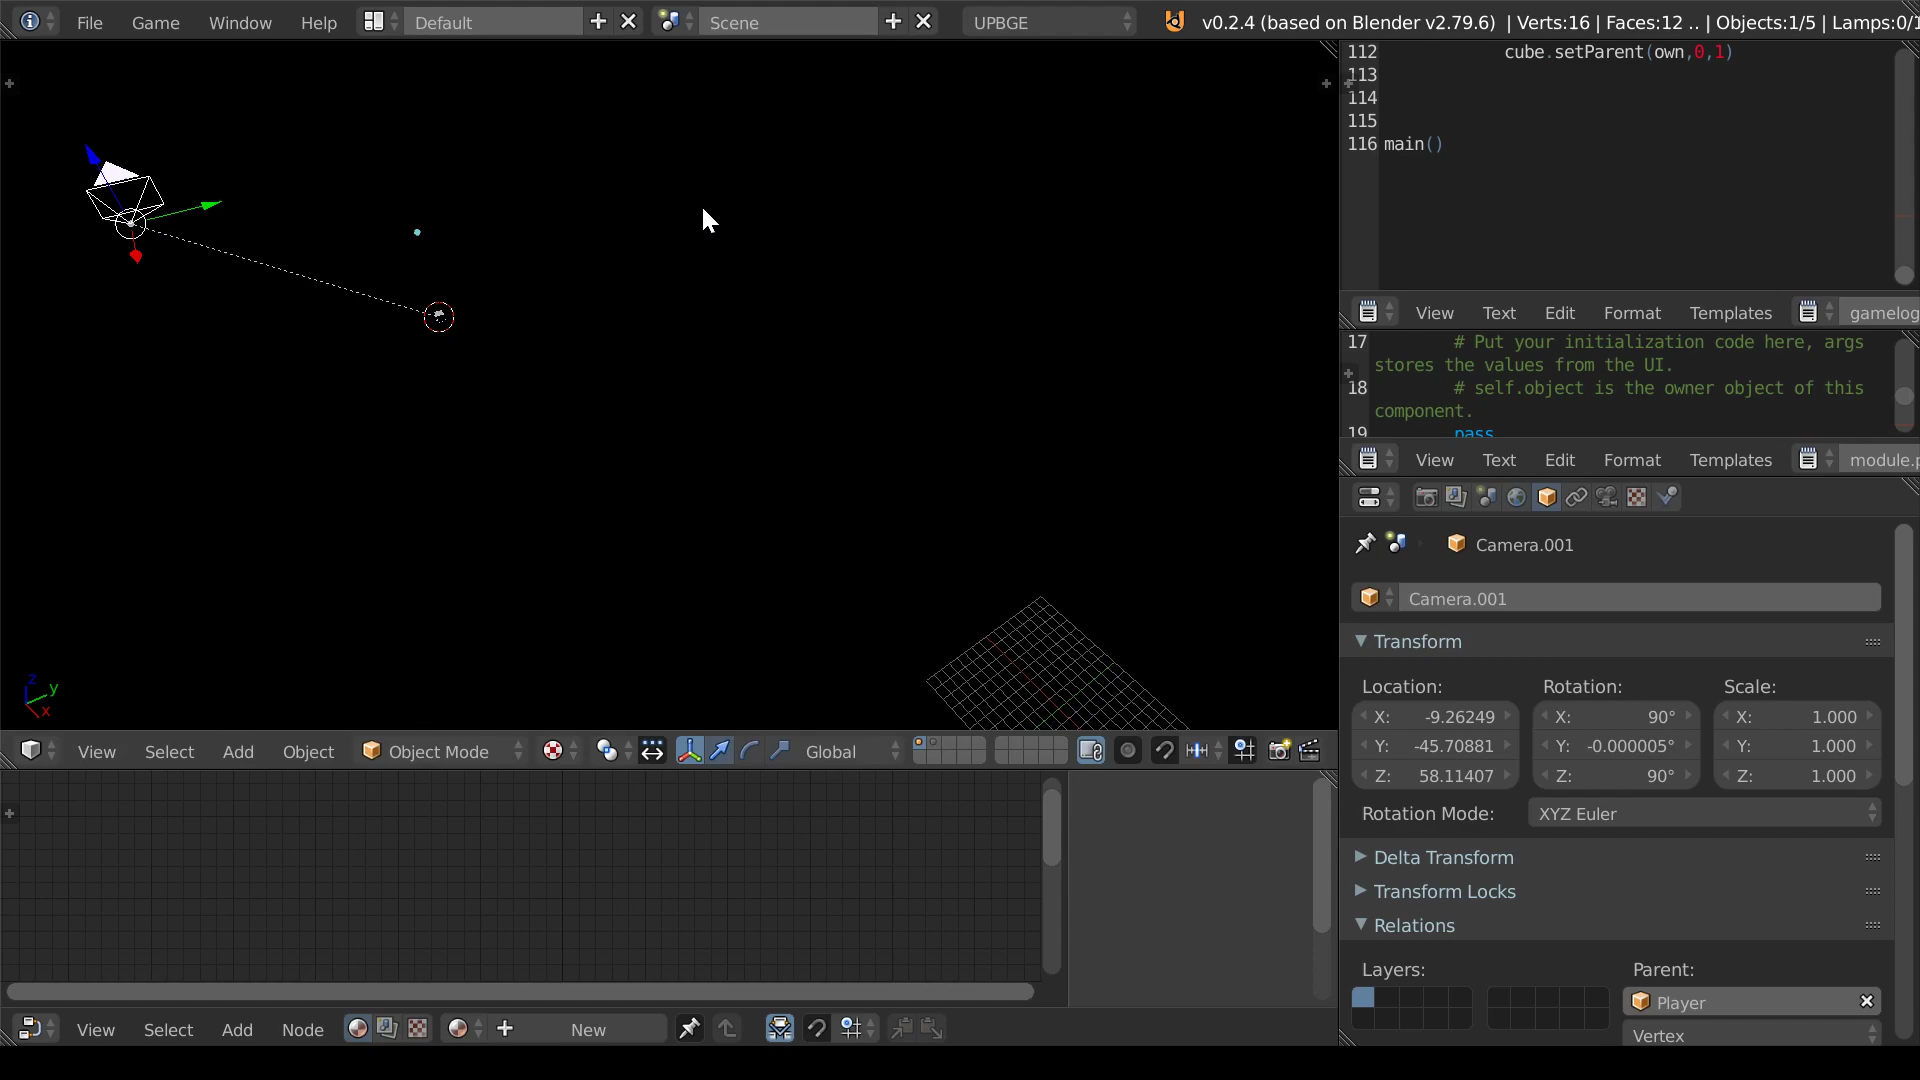 File Game Window Help Default Scene UPBGE v0.2.4 (based on Blender v2.79.6) | Verts:16 | Faces:12 .. | Objects:1/5 | Lamps:0/1
112 cube.setParent(own,0,1)
113
114
115
116 main()
View Text Edit Format Templates gamelog
17 # Put your initialization code here, args
stores the values from the UI.
18 # self.object is the owner object of this
component.
19 pass
View Text Edit Format Templates module.p
Camera.001
Camera.001
Transform
Location: Rotation: Scale:
X: -9.26249 X: 90° X: 1.000
Y: -45.70881 Y: -0.000005° Y: 1.000
Z: 58.11407 Z: 90° Z: 1.000
Rotation Mode: XYZ Euler
Delta Transform
Transform Locks
Relations
Layers: Parent:
Player
Vertex
z
y
x
View Select Add Object Object Mode Global
View Select Add Node New